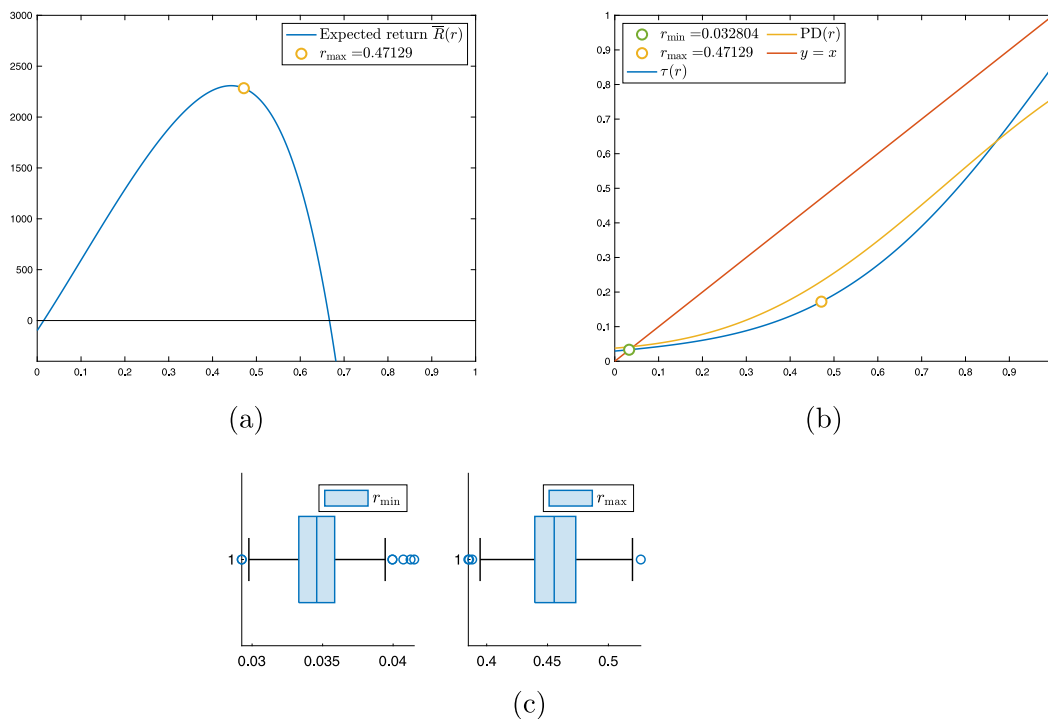 3000
2500
2000
1500
1000
500
0
Expected return R̅(r)
r_max = 0.47129
0 0.1 0.2 0.3 0.4 0.5 0.6 0.7 0.8 0.9 1
(a)
1
0.9
0.8
0.7
0.6
0.5
0.4
0.3
0.2
0.1
0
r_min =0.032804 PD(r)
r_max =0.47129 y = x
τ(r)
0 0.1 0.2 0.3 0.4 0.5 0.6 0.7 0.8 0.9
(b)
r_min
1
0.03 0.035 0.04
r_max
1
0.4 0.45 0.5
(c)